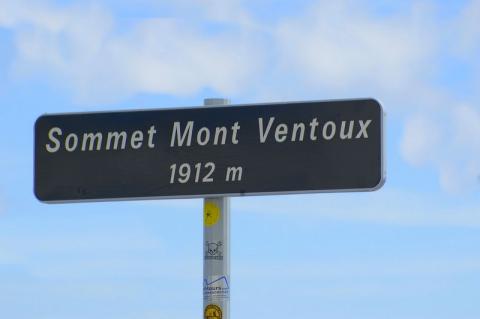 Sommet Mont Ventoux
1912 m